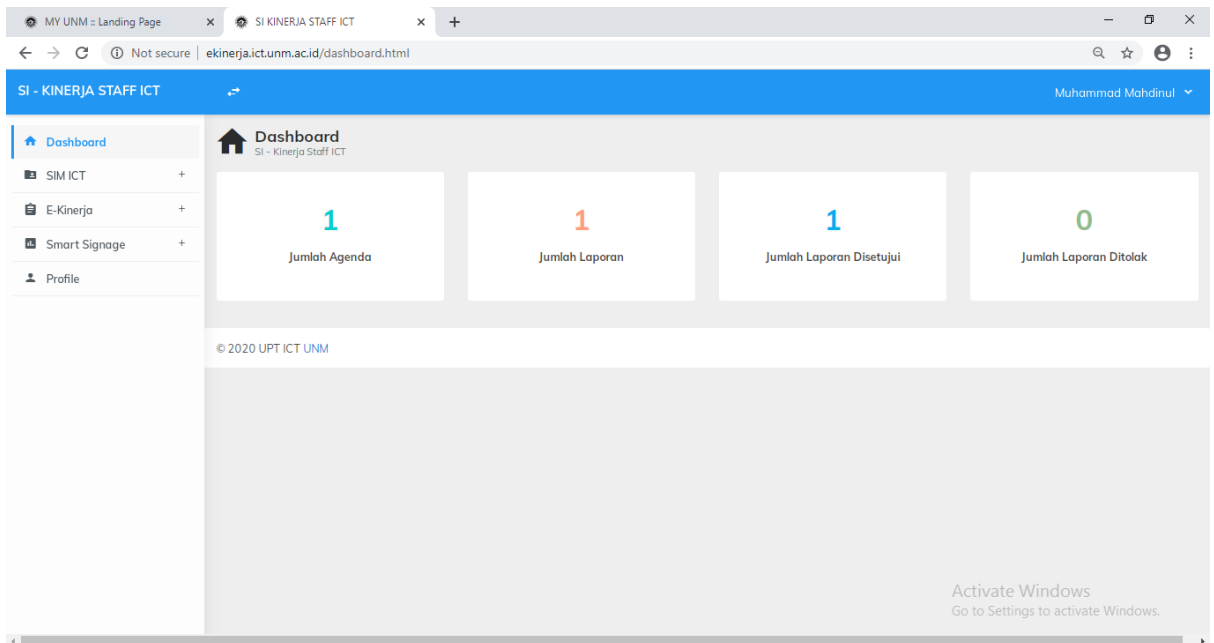 MY UNM :: Landing Page
SI KINERJA STAFF ICT
Not secure | ekinerja.ict.unm.ac.id/dashboard.html
SI - KINERJA STAFF ICT
Muhammad Mahdinul
Dashboard
SIM ICT +
E-Kinerja +
Smart Signage +
Profile
Dashboard
SI - Kinerja Staff ICT
1
Jumlah Agenda
1
Jumlah Laporan
1
Jumlah Laporan Disetujui
0
Jumlah Laporan Ditolak
© 2020 UPT ICT UNM
Activate Windows
Go to Settings to activate Windows.